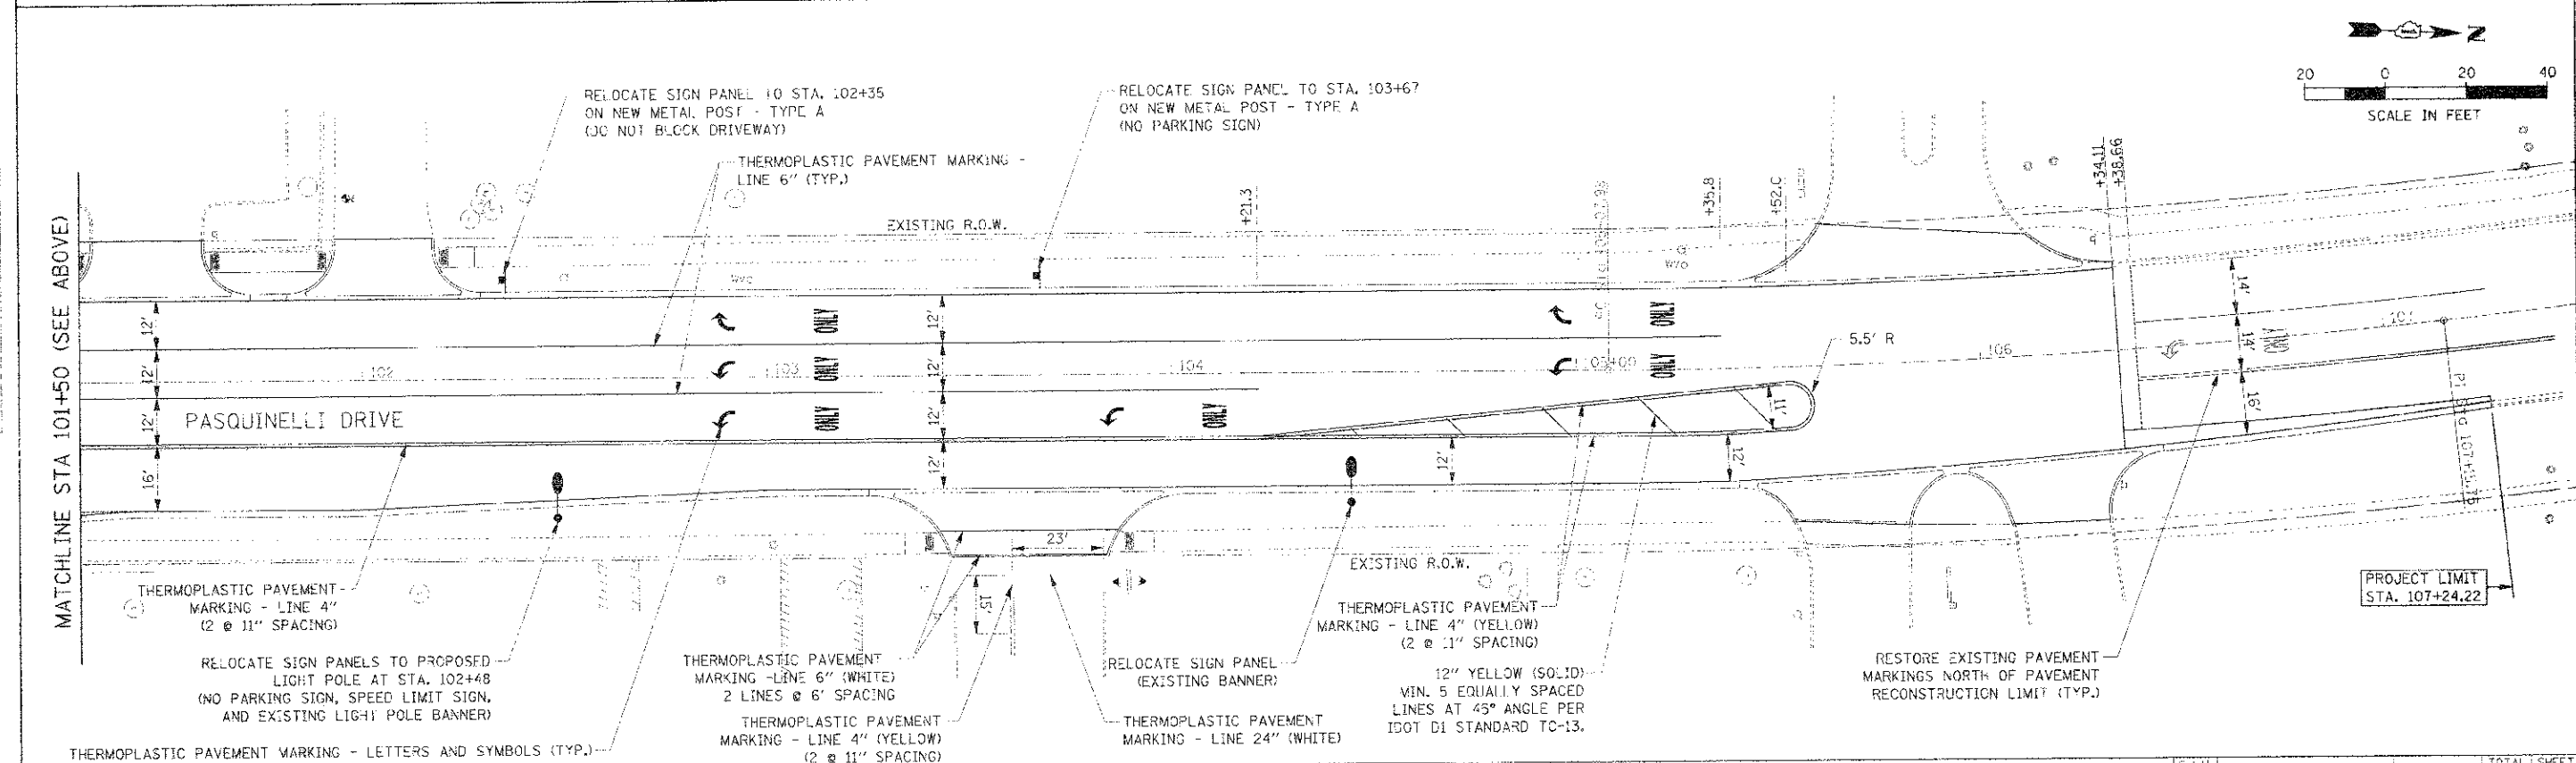 N
20 0 20 40
SCALE IN FEET
RELOCATE SIGN PANEL TO STA. 102+35
ON NEW METAL POST - TYPE A
(DO NOT BLOCK DRIVEWAY)
RELOCATE SIGN PANEL TO STA. 103+67
ON NEW METAL POST - TYPE A
(NO PARKING SIGN)
THERMOPLASTIC PAVEMENT MARKING -
LINE 6" (TYP.)
EXISTING R.O.W.
+21.3
+35.8
+52.0
+34.11
+38.66
MATCHLINE STA 101+50 (SEE ABOVE)
12'
12'
12'
16'
12'
12'
12'
12'
ONLY
ONLY
ONLY
ONLY
ONLY
ONLY
102
103
104
106
107
PASQUINELLI DRIVE
5.5' R
11'
12'
12'
14'
14'
16'
ONLY
23'
15'
EXISTING R.O.W.
THERMOPLASTIC PAVEMENT
MARKING - LINE 4"
(2 @ 11" SPACING)
RELOCATE SIGN PANELS TO PROPOSED
LIGHT POLE AT STA. 102+48
(NO PARKING SIGN, SPEED LIMIT SIGN,
AND EXISTING LIGHT POLE BANNER)
THERMOPLASTIC PAVEMENT MARKING - LETTERS AND SYMBOLS (TYP.)
THERMOPLASTIC PAVEMENT
MARKING -LINE 6" (WHITE)
2 LINES @ 6' SPACING
THERMOPLASTIC PAVEMENT
MARKING - LINE 4" (YELLOW)
(2 @ 11" SPACING)
RELOCATE SIGN PANEL
(EXISTING BANNER)
THERMOPLASTIC PAVEMENT
MARKING - LINE 24" (WHITE)
THERMOPLASTIC PAVEMENT
MARKING - LINE 4" (YELLOW)
(2 @ 11" SPACING)
12" YELLOW (SOLID)
MIN. 5 EQUALLY SPACED
LINES AT 45° ANGLE PER
IDOT D1 STANDARD TC-13.
RESTORE EXISTING PAVEMENT
MARKINGS NORTH OF PAVEMENT
RECONSTRUCTION LIMIT (TYP.)
PROJECT LIMIT
STA. 107+24.22
TOTAL SHEET